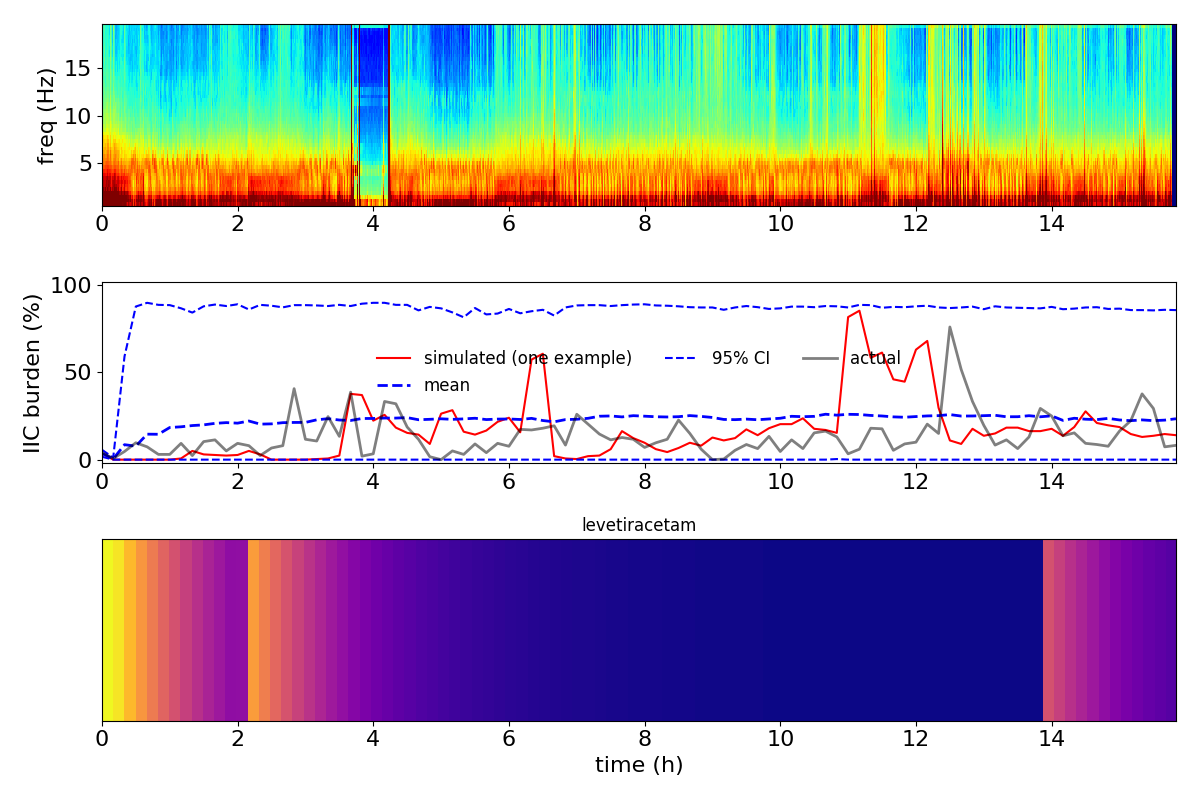 freq (Hz)
15
10
5
0 2 4 6 8 10 12 14
IIC burden (%)
100
50
0
simulated (one example) 95% CI actual
mean
0 2 4 6 8 10 12 14
levetiracetam
0 2 4 6 8 10 12 14
time (h)